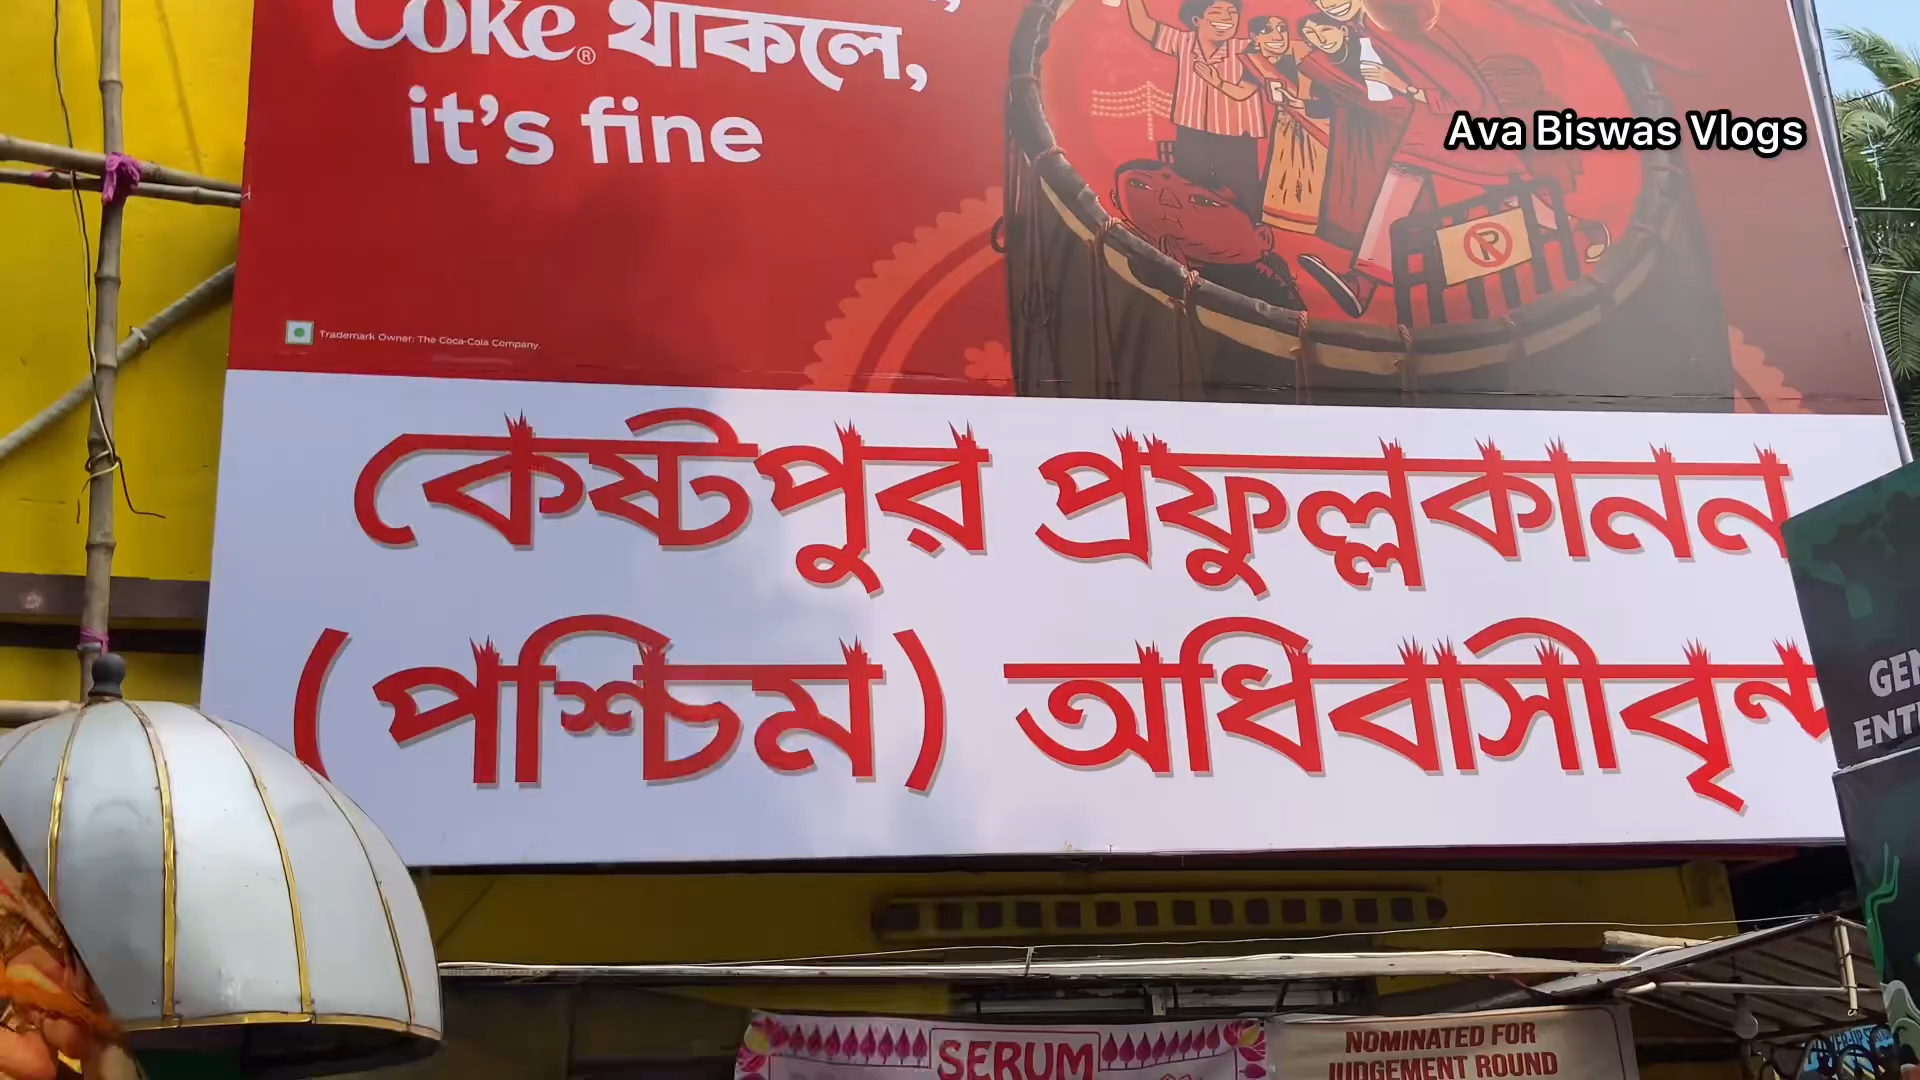 Coke® থাকলে,
it's fine
Ava Biswas Vlogs
Trademark Owner: The Coca-Cola Company.
কেষ্টপুর প্রফুল্লকানন
(পশ্চিম) অধিবাসীবৃন্দ
SERUM
NOMINATED FOR
JUDGEMENT ROUND